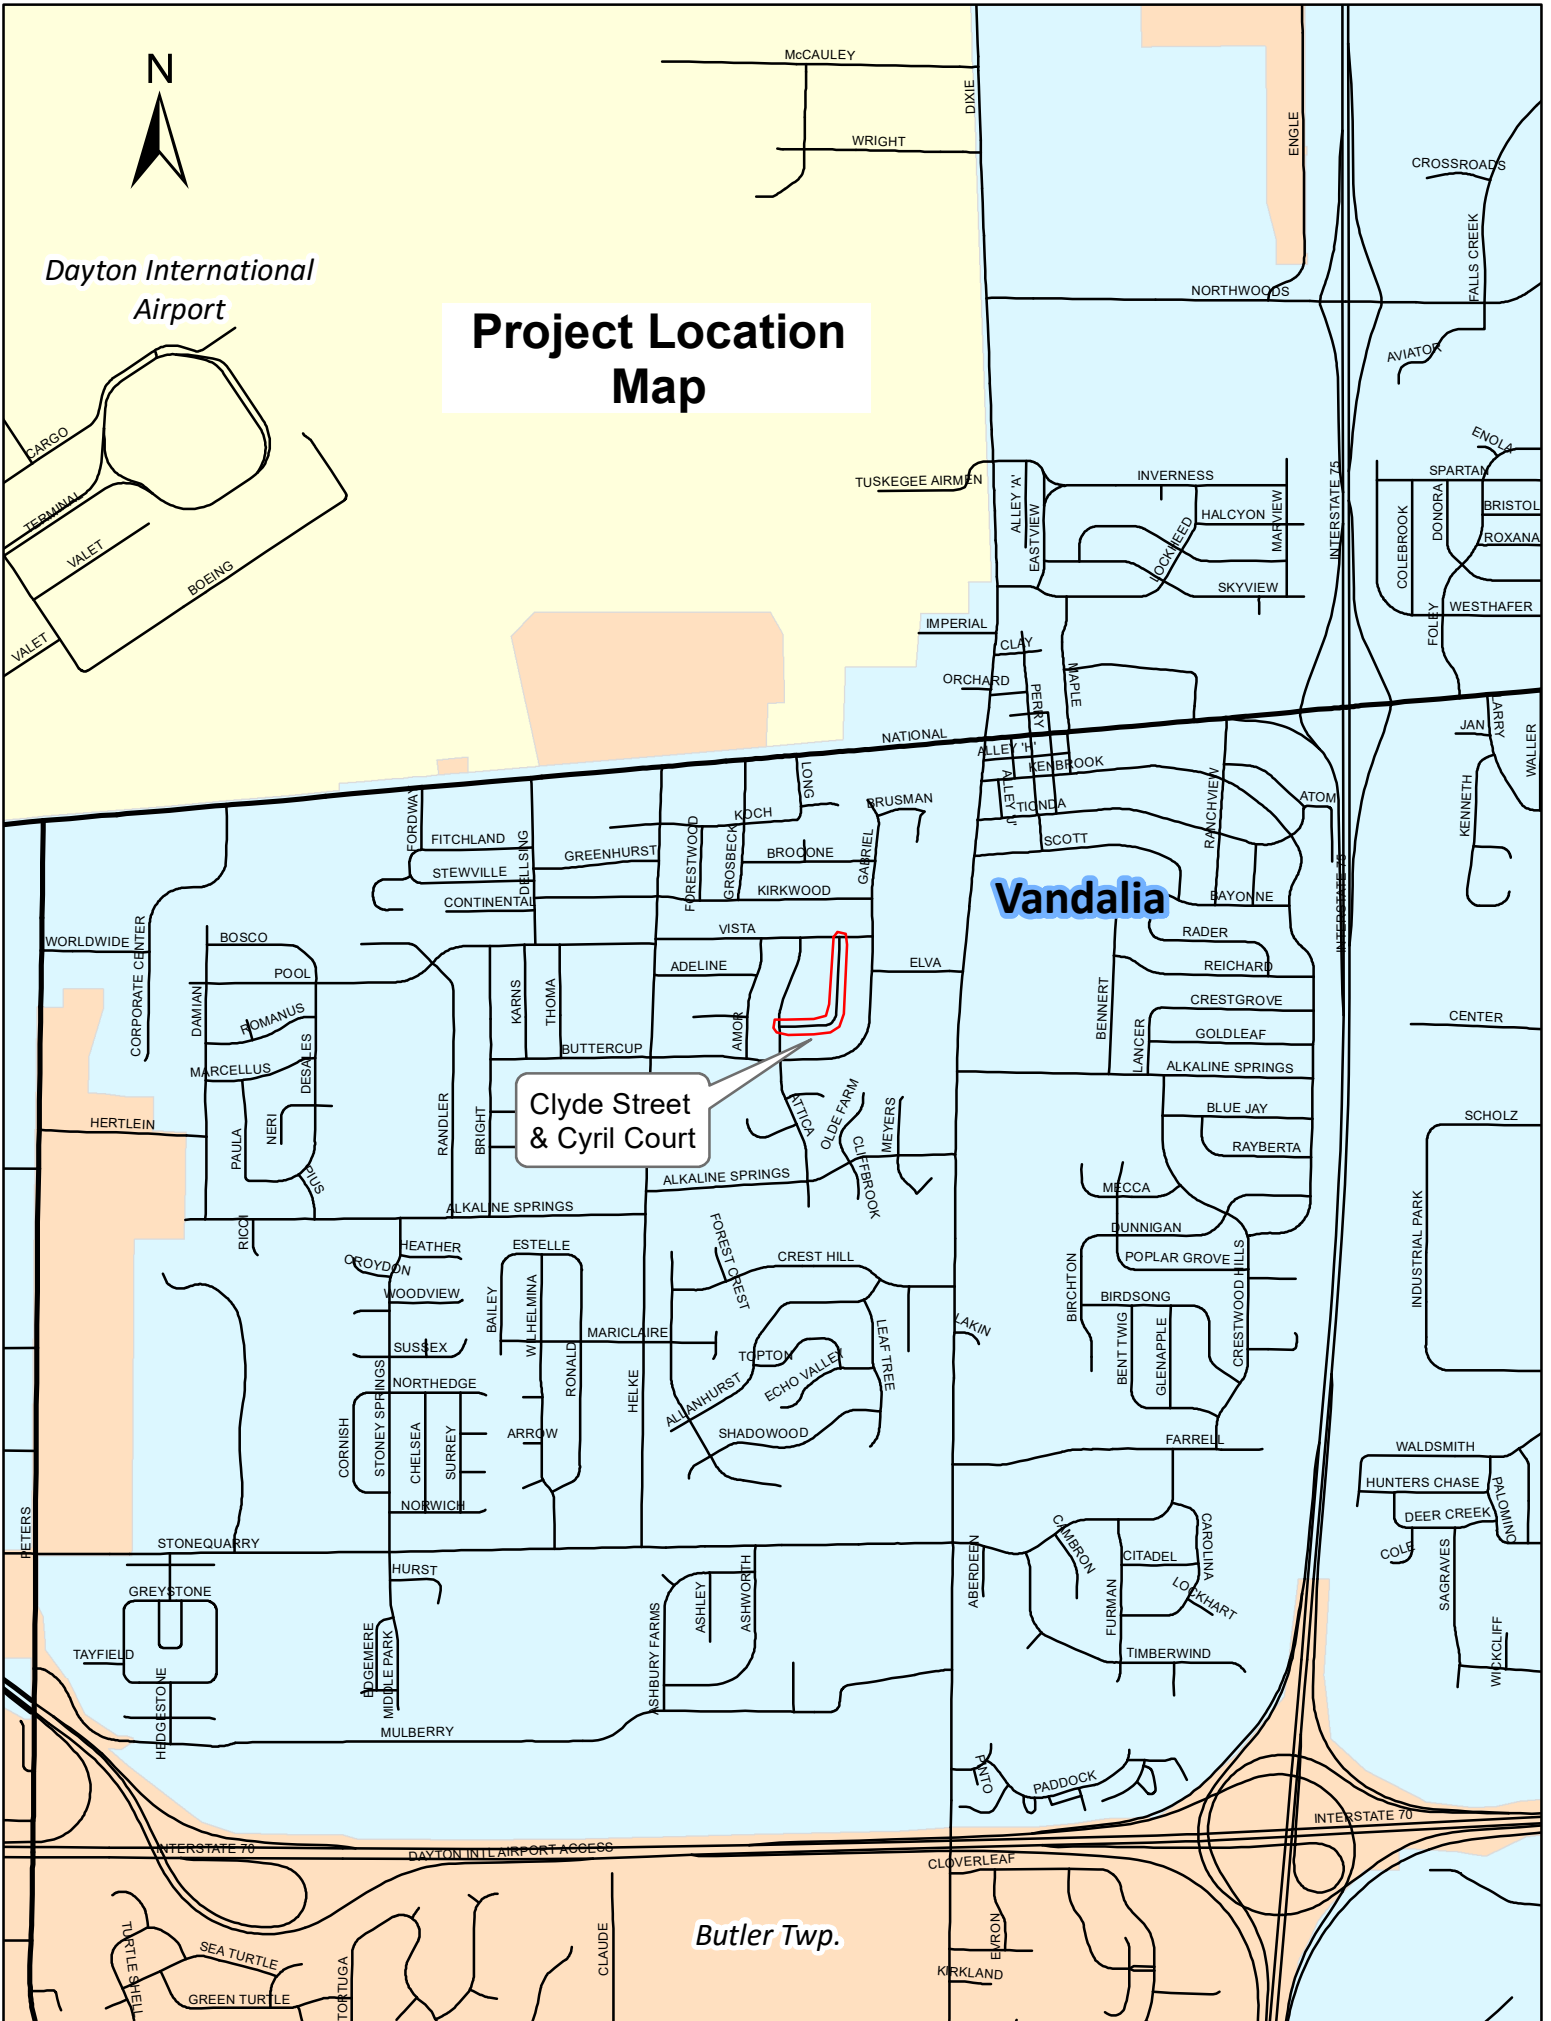 McCAULEY
N
DIXIE
ENGLE
WRIGHT
CROSSROADS
FALLS CREEK
Dayton International
Airport
NORTHWOODS
Project Location
Map
AVIATOR
CARGO
ENOLA
TERMINAL
TUSKEGEE AIRMEN
ALLEY 'A'
INVERNESS
INTERSTATE 75
SPARTAN
HALCYON
MARVIEW
BRISTOL
DONORA
COLEBROOK
ROXANA
VALET
EASTVIEW
LOCKHEED
BOEING
SKYVIEW
WESTHAFER
FOLEY
VALET
IMPERIAL
CLAY
ORCHARD
PERRY
MAPLE
NATIONAL
LARRY
JAN
WALLER
ALLEY 'H'
KENBROOK
LONG
ALLEY 'J'
TIONDA
RANCHVIEW
ATOM
KENNETH
BRUSMAN
FORDWAY
KOCH
FITCHLAND
SCOTT
DELLSING
GREENHURST
FORESTWOOD
GROSBECK
BROCONE
GABRIEL
STEWVILLE
KIRKWOOD
CONTINENTAL
Vandalia
BAYONNE
INTERSTATE 75
WORLDWIDE
CORPORATE CENTER
BOSCO
VISTA
RADER
POOL
ADELINE
ELVA
REICHARD
KARNS
THOMA
DAMIAN
ROMANUS
BENNERT
CRESTGROVE
AMOR
CENTER
LANCER
GOLDLEAF
DESALES
BUTTERCUP
MARCELLUS
ALKALINE SPRINGS
Clyde Street
& Cyril Court
ATTICA
OLDE FARM
MEYERS
BLUE JAY
HERTLEIN
NERI
PAULA
RANDLER
BRIGHT
SCHOLZ
RAYBERTA
CLIFFBROOK
PIUS
ALKALINE SPRINGS
MECCA
ALKALINE SPRINGS
RICCI
DUNNIGAN
HEATHER
ESTELLE
FOREST CREST
CREST HILL
CROYDON
POPLAR GROVE
INDUSTRIAL PARK
WOODVIEW
BAILEY
WILHELMINA
BIRCHTON
BIRDSONG
CRESTWOOD HILLS
MARICLAIRE
LAKIN
SUSSEX
TOPTON
LEAF TREE
BENT TWIG
GLENAPPLE
RONALD
HELKE
ECHO VALLEY
NORTHEDGE
ALLANHURST
STONEY SPRINGS
CORNISH
CHELSEA
SURREY
ARROW
SHADOWOOD
FARRELL
WALDSMITH
HUNTERS CHASE
PALOMINO
NORWICH
DEER CREEK
PETERS
STONEQUARRY
CAMBRON
CAROLINA
COLE
CITADEL
HURST
ABERDEEN
GREYSTONE
ASHLEY
ASHWORTH
FURMAN
LOCKHART
SAGRAVES
EDGEMERE
MIDDLE PARK
ASHBURY FARMS
TAYFIELD
TIMBERWIND
WICKCLIFF
HEDGESTONE
MULBERRY
PINTO
PADDOCK
INTERSTATE 70
INTERSTATE 70
DAYTON INTL AIRPORT ACCESS
CLOVERLEAF
TURTLE SHELL
SEA TURTLE
CLAUDE
Butler Twp.
EVRON
TORTUGA
GREEN TURTLE
KIRKLAND